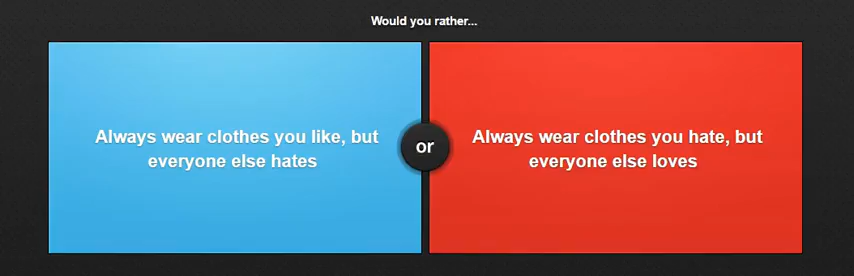 Would you rather...
Always wear clothes you like, but
everyone else hates
or
Always wear clothes you hate, but
everyone else loves